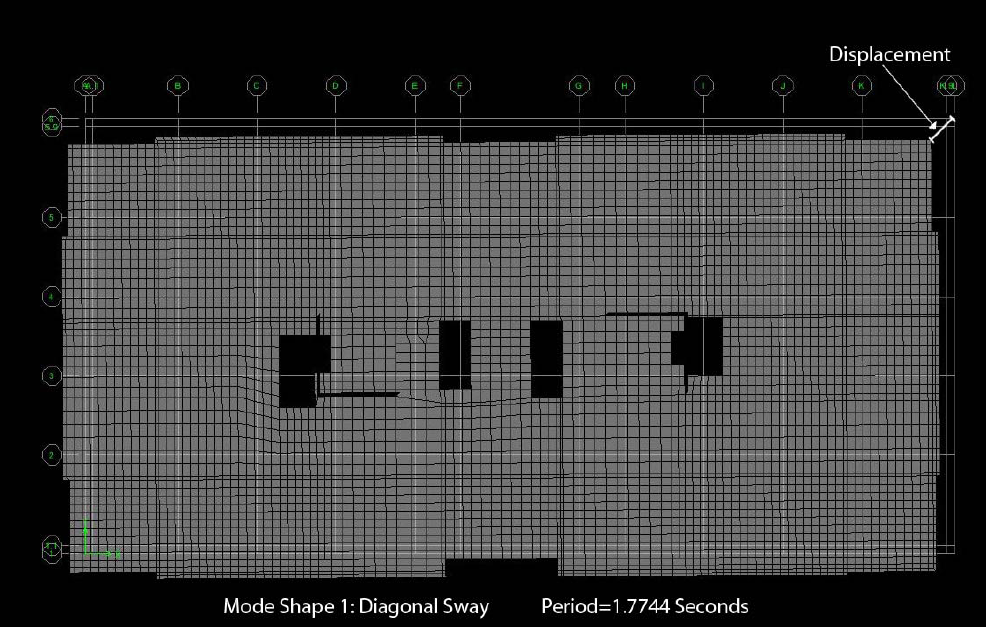 Displacement
B C D E F G H I J K
5
4
3
2
Mode Shape 1: Diagonal Sway Period=1.7744 Seconds